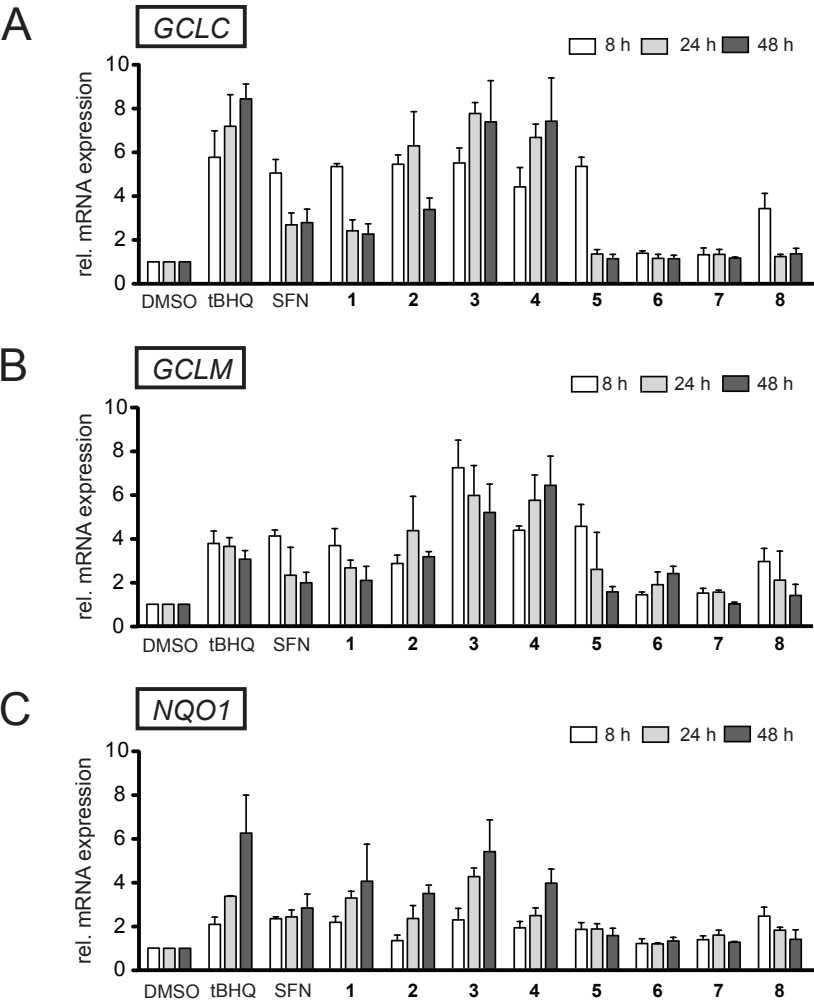 A
GCLC
8 h 24 h 48 h
rel. mRNA expression
10
8
6
4
2
0
DMSO tBHQ SFN 1 2 3 4 5 6 7 8
B
GCLM
8 h 24 h 48 h
rel. mRNA expression
10
8
6
4
2
0
DMSO tBHQ SFN 1 2 3 4 5 6 7 8
C
NQO1
8 h 24 h 48 h
rel. mRNA expression
10
8
6
4
2
0
DMSO tBHQ SFN 1 2 3 4 5 6 7 8